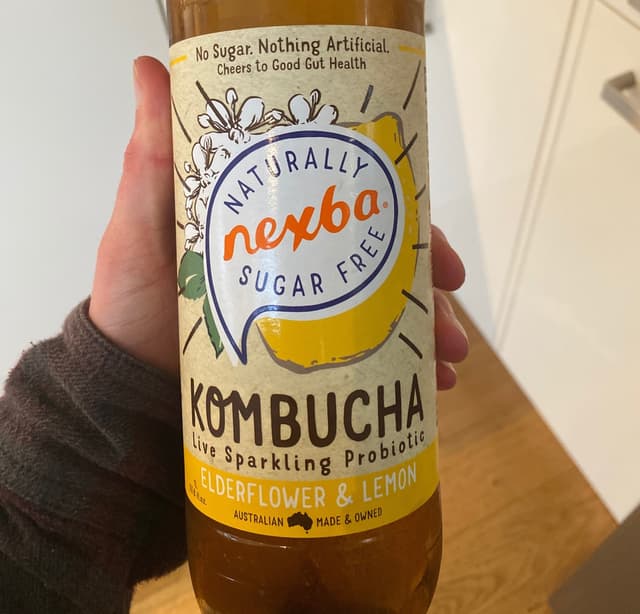 No Sugar. Nothing Artificial.
Cheers to Good Gut Health
NATURALLY
nexba®
SUGAR FREE
KOMBUCHA
Live Sparkling Probiotic
ELDERFLOWER & LEMON
AUSTRALIAN MADE & OWNED